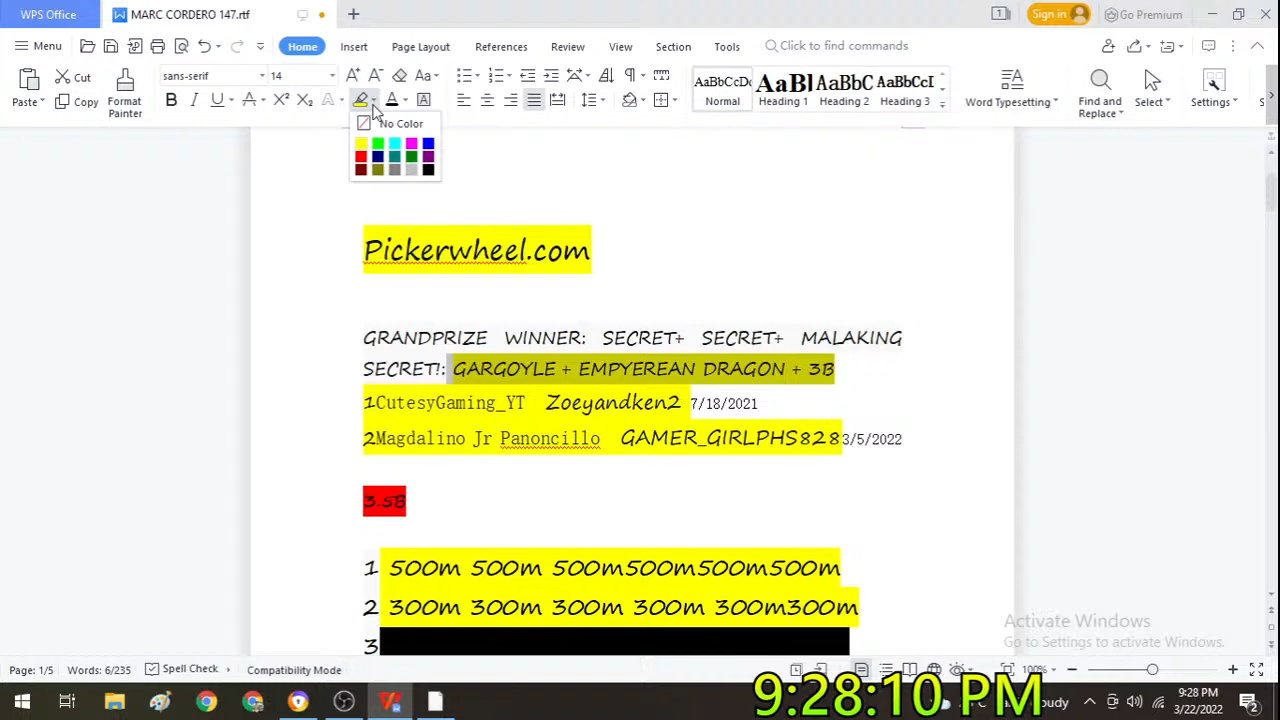 WPS Office
MARC CORDERO 147.rtf
Sign in
Go Premium
Menu
Home
Insert
Page Layout
References
Review
View
Section
Tools
Click to find commands
Paste
Cut
Copy
Format Painter
sans-serif
14
AaBbCcDc
AaBl
AaBbC
AaBbCcI
Normal
Heading 1
Heading 2
Heading 3
Word Typesetting
Find and Replace
Select
Settings
No Color
Pickerwheel.com
GRANDPRIZE WINNER: SECRET+ SECRET+ MALAKING
SECRET!: GARGOYLE + EMPYEREAN DRAGON + 3B
1CutesyGaming_YT Zoeyandken2 7/18/2021
2Magdalino Jr Panoncillo GAMER_GIRLPHS828 3/5/2022
3.5B
1 500m 500m 500m500m500m500m
2 300m 300m 300m 300m 300m300m
3
Activate Windows
Go to Settings to activate Windows.
Page: 1/5
Words: 6/235
Spell Check
Compatibility Mode
100%
9:28:10 PM
oudy
9:28 PM
3/22/2022
2